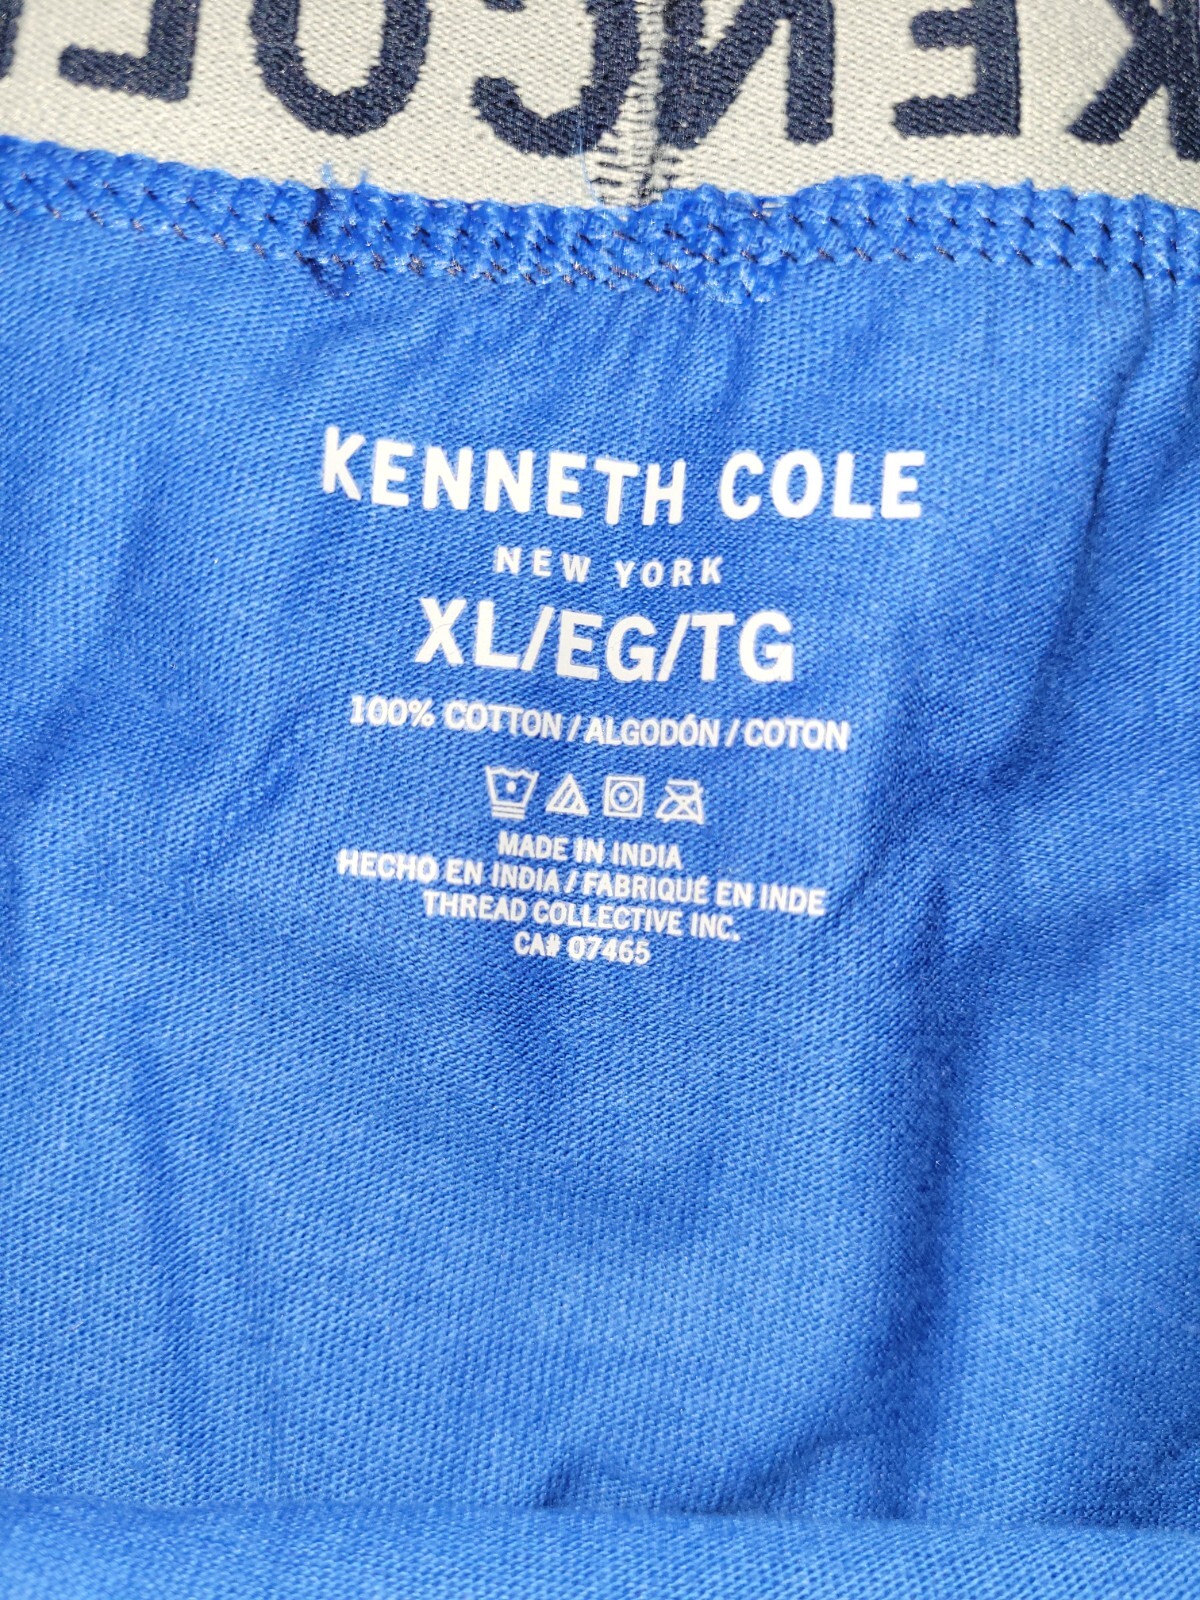 KENNETH COLE
NEW YORK
XL/EG/TG
100% COTTON / ALGODÓN / COTON
MADE IN INDIA
HECHO EN INDIA / FABRIQUÉ EN INDE
THREAD COLLECTIVE INC.
CA# 07465